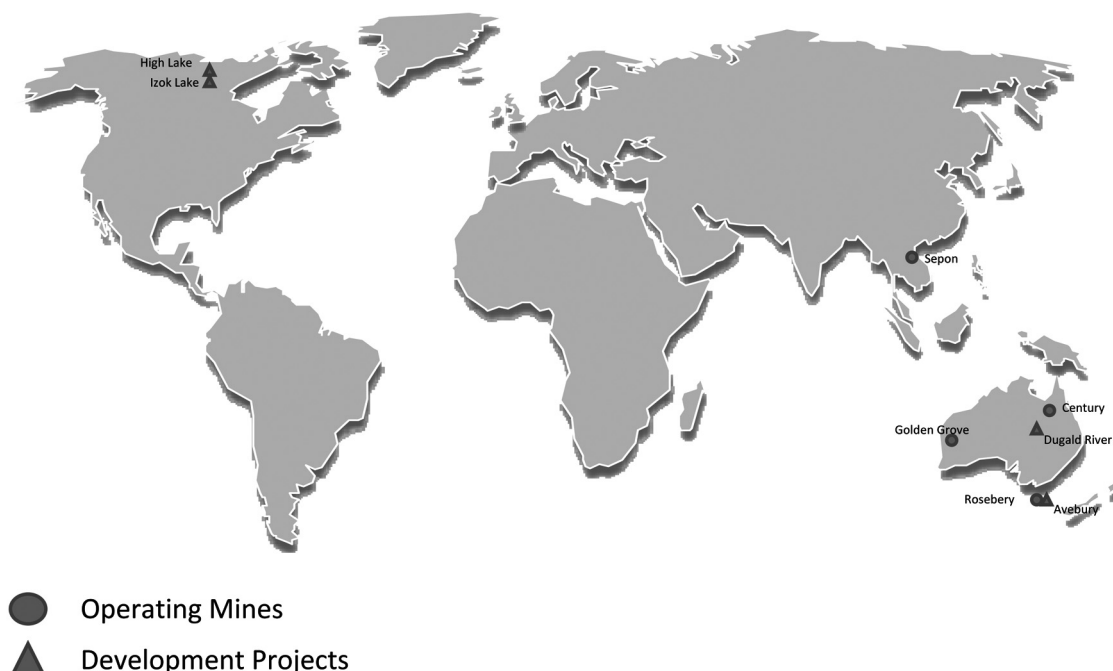 High Lake
Izok Lake
Sepon
Century
Golden Grove
Dugald River
Rosebery
Avebury
Operating Mines
Development Projects